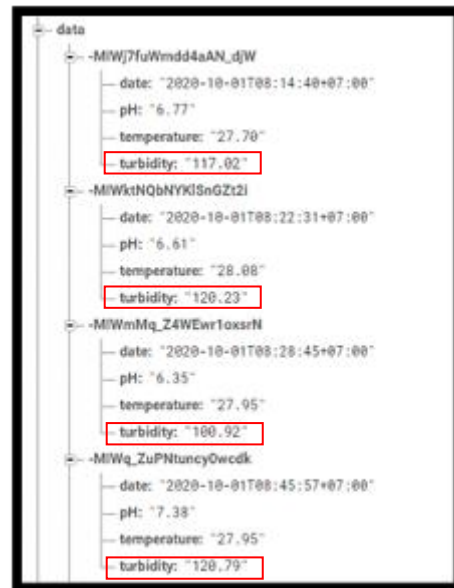 data
-MIWj7fuWmdd4aAN_djW
date: "2020-10-01T08:14:40+07:00"
pH: "6.77"
temperature: "27.70"
turbidity: "117.02"
-MIWktNQbNYKlSnGZt2i
date: "2020-10-01T08:22:31+07:00"
pH: "6.61"
temperature: "28.08"
turbidity: "120.23"
-MIWmMq_Z4WEwr1oxsrN
date: "2020-10-01T08:28:45+07:00"
pH: "6.35"
temperature: "27.95"
turbidity: "100.92"
-MIWq_ZuPNtuncyOwcdk
date: "2020-10-01T08:45:57+07:00"
pH: "7.38"
temperature: "27.95"
turbidity: "120.79"